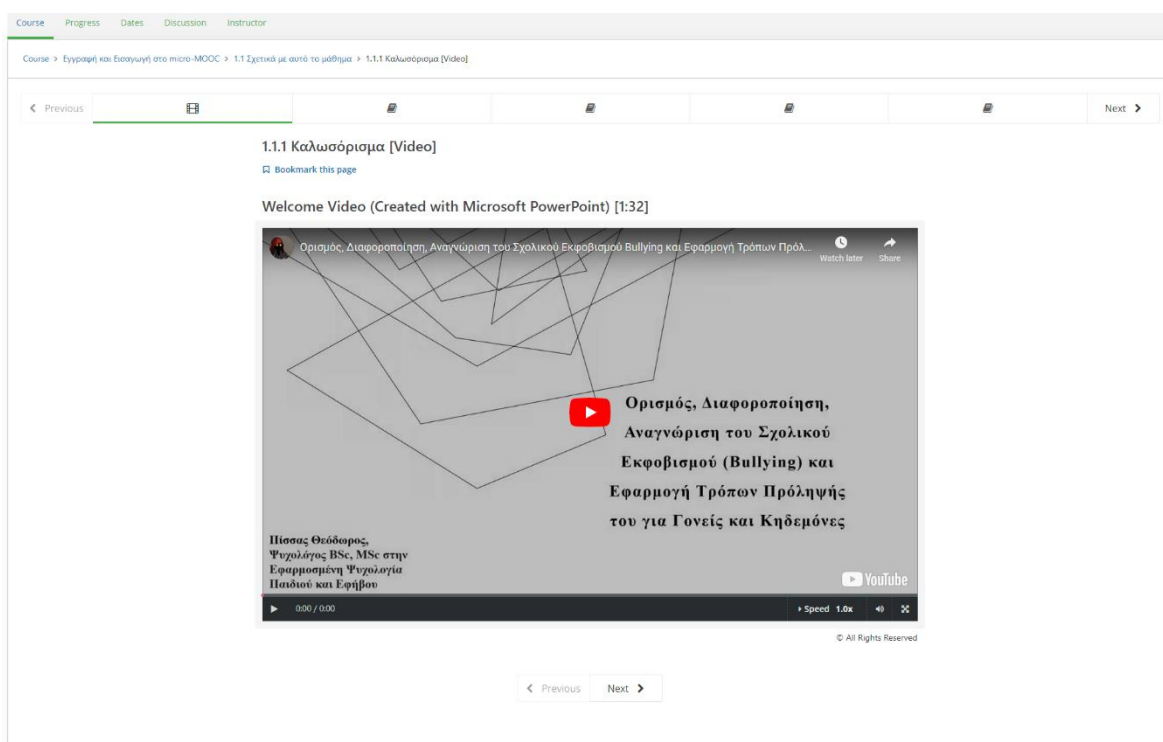 Course Progress Dates Discussion Instructor
Course > Εγγραφή και Εισαγωγή στο micro-MOOC > 1.1 Σχετικά με αυτό το μάθημα > 1.1.1 Καλωσόρισμα [Video]
Previous Next
1.1.1 Καλωσόρισμα [Video]
Bookmark this page
Welcome Video (Created with Microsoft PowerPoint) [1:32]
Ορισμός, Διαφοροποίηση, Αναγνώριση του Σχολικού Εκφοβισμού Bullying και Εφαρμογή Τρόπων Πρόλ...
Watch later Share
Ορισμός, Διαφοροποίηση,
Αναγνώριση του Σχολικού
Εκφοβισμού (Bullying) και
Εφαρμογή Τρόπων Πρόληψής
του για Γονείς και Κηδεμόνες
Πίσσας Θεόδωρος,
Ψυχολόγος BSc, MSc στην
Εφαρμοσμένη Ψυχολογία
Παιδιού και Εφήβου
YouTube
0:00 / 0:00 Speed 1.0x
© All Rights Reserved
Previous Next